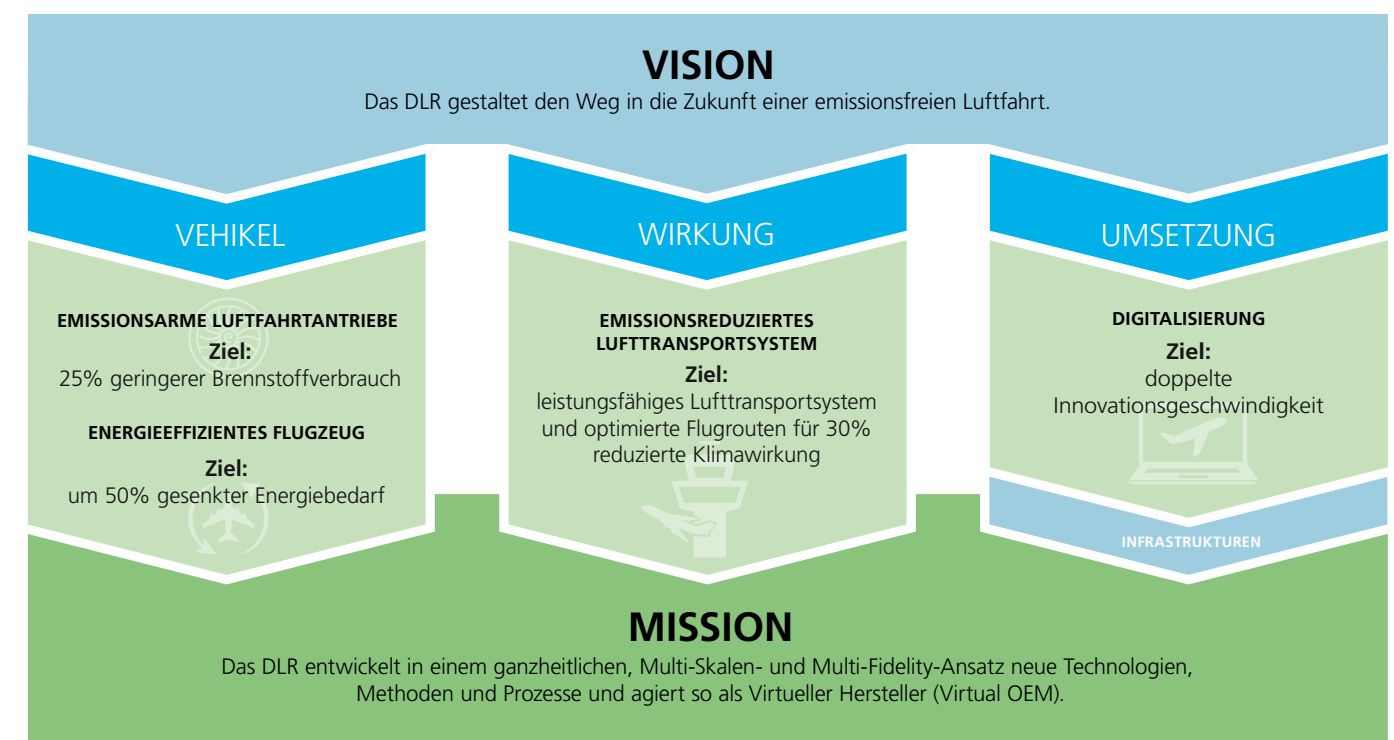 VISION
Das DLR gestaltet den Weg in die Zukunft einer emissionsfreien Luftfahrt.
VEHIKEL
EMISSIONSARME LUFTFAHRTANTRIEBE
Ziel:
25% geringerer Brennstoffverbrauch
ENERGIEEFFIZIENTES FLUGZEUG
Ziel:
um 50% gesenkter Energiebedarf
WIRKUNG
EMISSIONSREDUZIERTES
LUFTTRANSPORTSYSTEM
Ziel:
leistungsfähiges Lufttransportsystem
und optimierte Flugrouten für 30%
reduzierte Klimawirkung
UMSETZUNG
DIGITALISIERUNG
Ziel:
doppelte
Innovationsgeschwindigkeit
INFRASTRUKTUREN
MISSION
Das DLR entwickelt in einem ganzheitlichen, Multi-Skalen- und Multi-Fidelity-Ansatz neue Technologien,
Methoden und Prozesse und agiert so als Virtueller Hersteller (Virtual OEM).